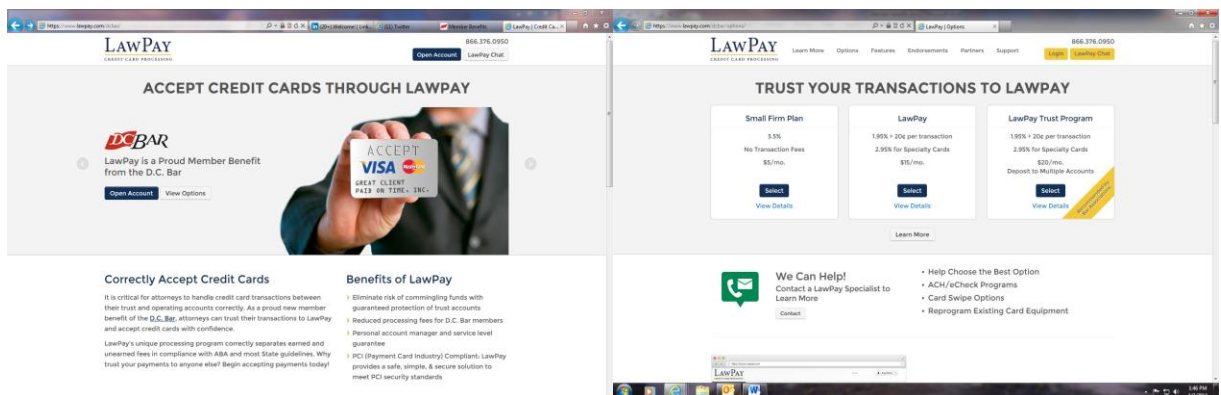 https://www.lawpay.com/dcbar/
Member Benefits
LawPay | Credit Ca...
LAWPAY
CREDIT CARD PROCESSING
866.376.0950
Open Account
LawPay Chat
ACCEPT CREDIT CARDS THROUGH LAWPAY
DCBAR
LawPay is a Proud Member Benefit
from the D.C. Bar
Open Account
View Options
ACCEPT
VISA
MasterCard
GREAT CLIENT
PAID ON TIME, INC.
Correctly Accept Credit Cards
It is critical for attorneys to handle credit card transactions between
their trust and operating accounts correctly. As a proud new member
benefit of the D.C. Bar, attorneys can trust their transactions to LawPay
and accept credit cards with confidence.
LawPay's unique processing program correctly separates earned and
unearned fees in compliance with ABA and most State guidelines. Why
trust your payments to anyone else? Begin accepting payments today!
Benefits of LawPay
Eliminate risk of commingling funds with
guaranteed protection of trust accounts
Reduced processing fees for D.C. Bar members
Personal account manager and service level
guarantee
PCI (Payment Card Industry) Compliant; LawPay
provides a safe, simple, & secure solution to
meet PCI security standards
https://www.lawpay.com/dcbar/options/
LawPay | Options
LAWPAY
CREDIT CARD PROCESSING
Learn More
Options
Features
Endorsements
Partners
Support
866.376.0950
Login
LawPay Chat
TRUST YOUR TRANSACTIONS TO LAWPAY
Small Firm Plan
3.5%
No Transaction Fees
$5/mo.
Select
View Details
LawPay
1.95% + 20¢ per transaction
2.95% for Specialty Cards
$15/mo.
Select
View Details
LawPay Trust Program
1.95% + 20¢ per transaction
2.95% for Specialty Cards
$20/mo.
Deposit to Multiple Accounts
Select
View Details
Recommended by
Bar Associations
Learn More
We Can Help!
Contact a LawPay Specialist to
Learn More
Contact
• Help Choose the Best Option
• ACH/eCheck Programs
• Card Swipe Options
• Reprogram Existing Card Equipment
LAWPAY
1:46 PM